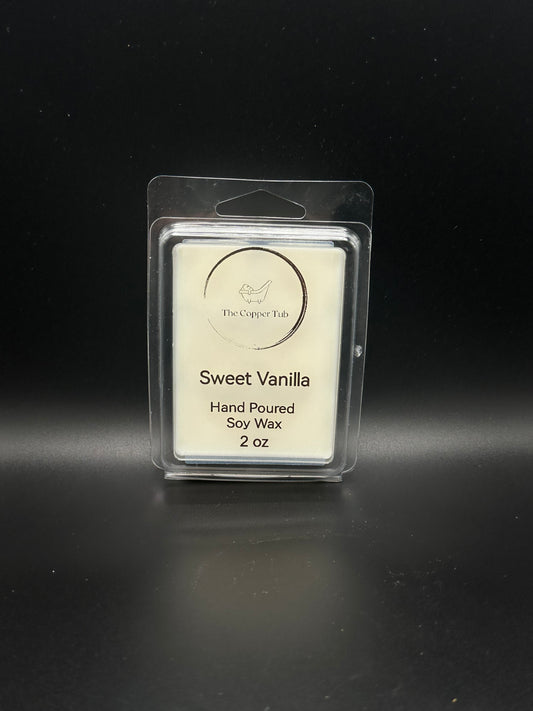 The Copper Tub
Sweet Vanilla
Hand Poured
Soy Wax
2 oz